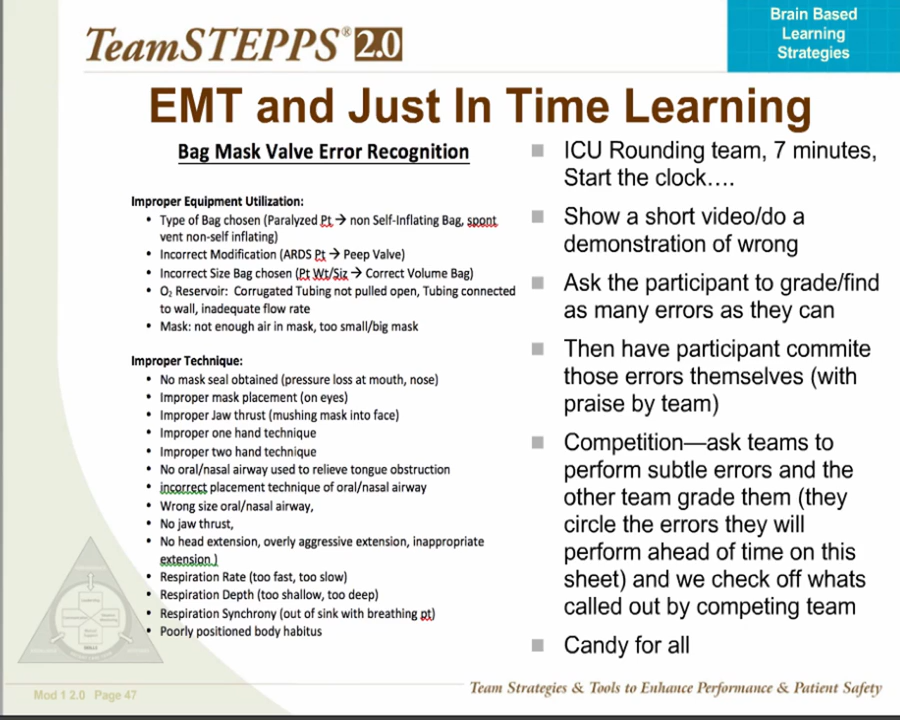 TeamSTEPPS® 2.0
Brain Based
Learning
Strategies
EMT and Just In Time Learning
Bag Mask Valve Error Recognition
Improper Equipment Utilization:
• Type of Bag chosen (Paralyzed Pt → non Self-Inflating Bag, spont
vent non-self inflating)
• Incorrect Modification (ARDS Pt → Peep Valve)
• Incorrect Size Bag chosen (Pt Wt/Siz → Correct Volume Bag)
• O₂ Reservoir: Corrugated Tubing not pulled open, Tubing connected
to wall, inadequate flow rate
• Mask: not enough air in mask, too small/big mask
Improper Technique:
• No mask seal obtained (pressure loss at mouth, nose)
• Improper mask placement (on eyes)
• Improper Jaw thrust (mushing mask into face)
• Improper one hand technique
• Improper two hand technique
• No oral/nasal airway used to relieve tongue obstruction
• incorrect placement technique of oral/nasal airway
• Wrong size oral/nasal airway,
• No jaw thrust,
• No head extension, overly aggressive extension, inappropriate
extension.)
• Respiration Rate (too fast, too slow)
• Respiration Depth (too shallow, too deep)
• Respiration Synchrony (out of sink with breathing pt)
• Poorly positioned body habitus
■ ICU Rounding team, 7 minutes,
Start the clock….
■ Show a short video/do a
demonstration of wrong
■ Ask the participant to grade/find
as many errors as they can
■ Then have participant commite
those errors themselves (with
praise by team)
■ Competition—ask teams to
perform subtle errors and the
other team grade them (they
circle the errors they will
perform ahead of time on this
sheet) and we check off whats
called out by competing team
■ Candy for all
Mod 1 2.0 Page 47
Team Strategies & Tools to Enhance Performance & Patient Safety